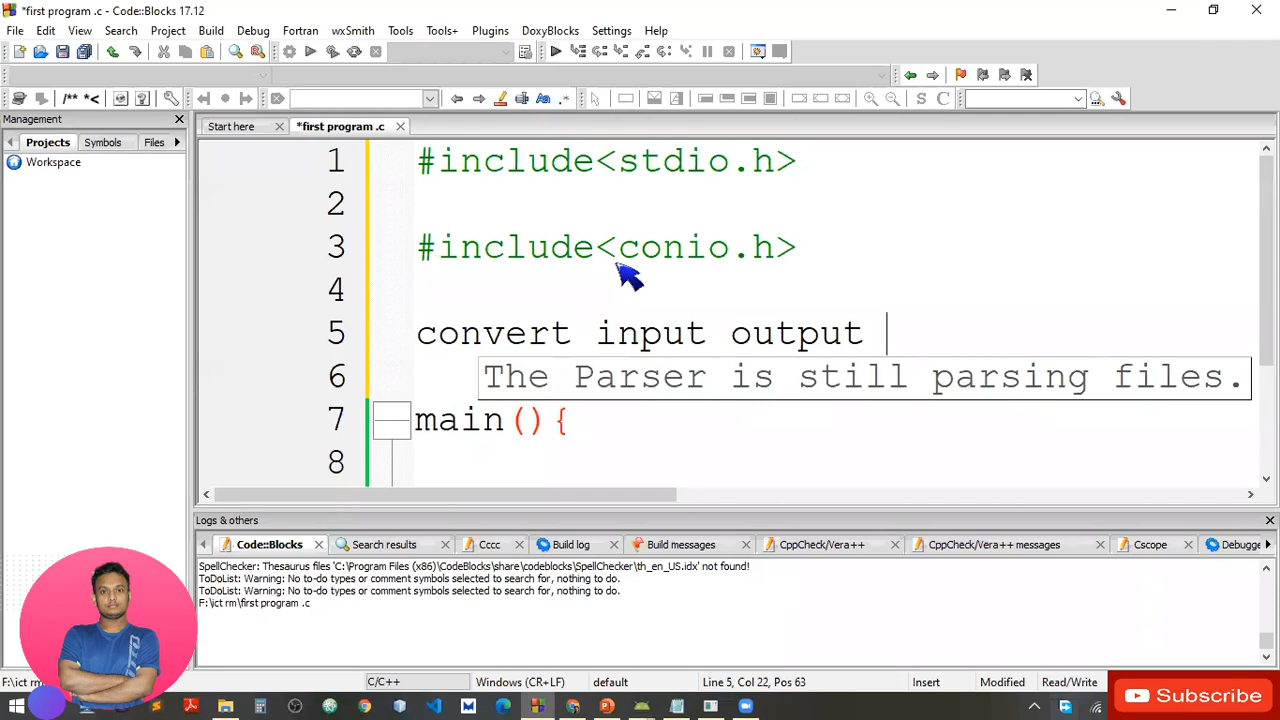 *first program .c - Code::Blocks 17.12
File Edit View Search Project Build Debug Fortran wxSmith Tools Tools+ Plugins DoxyBlocks Settings Help
/** *<
S C
Management
Start here *first program .c
Projects Symbols Files
Workspace
1 #include<stdio.h>
2
3 #include<conio.h>
4
5 convert input output
6 The Parser is still parsing files.
7 main(){
8
Logs & others
Code::Blocks Search results Cccc Build log Build messages CppCheck/Vera++ CppCheck/Vera++ messages Cscope Debugge
SpellChecker: Thesaurus files 'C:\Program Files (x86)\CodeBlocks\share\codeblocks\SpellChecker\th_en_US.idx' not found!
ToDoList: Warning: No to-do types or comment symbols selected to search for, nothing to do.
ToDoList: Warning: No to-do types or comment symbols selected to search for, nothing to do.
F:\ict rm\first program .c
F:\ict C/C++ Windows (CR+LF) default Line 5, Col 22, Pos 63 Insert Modified Read/Write
Subscribe